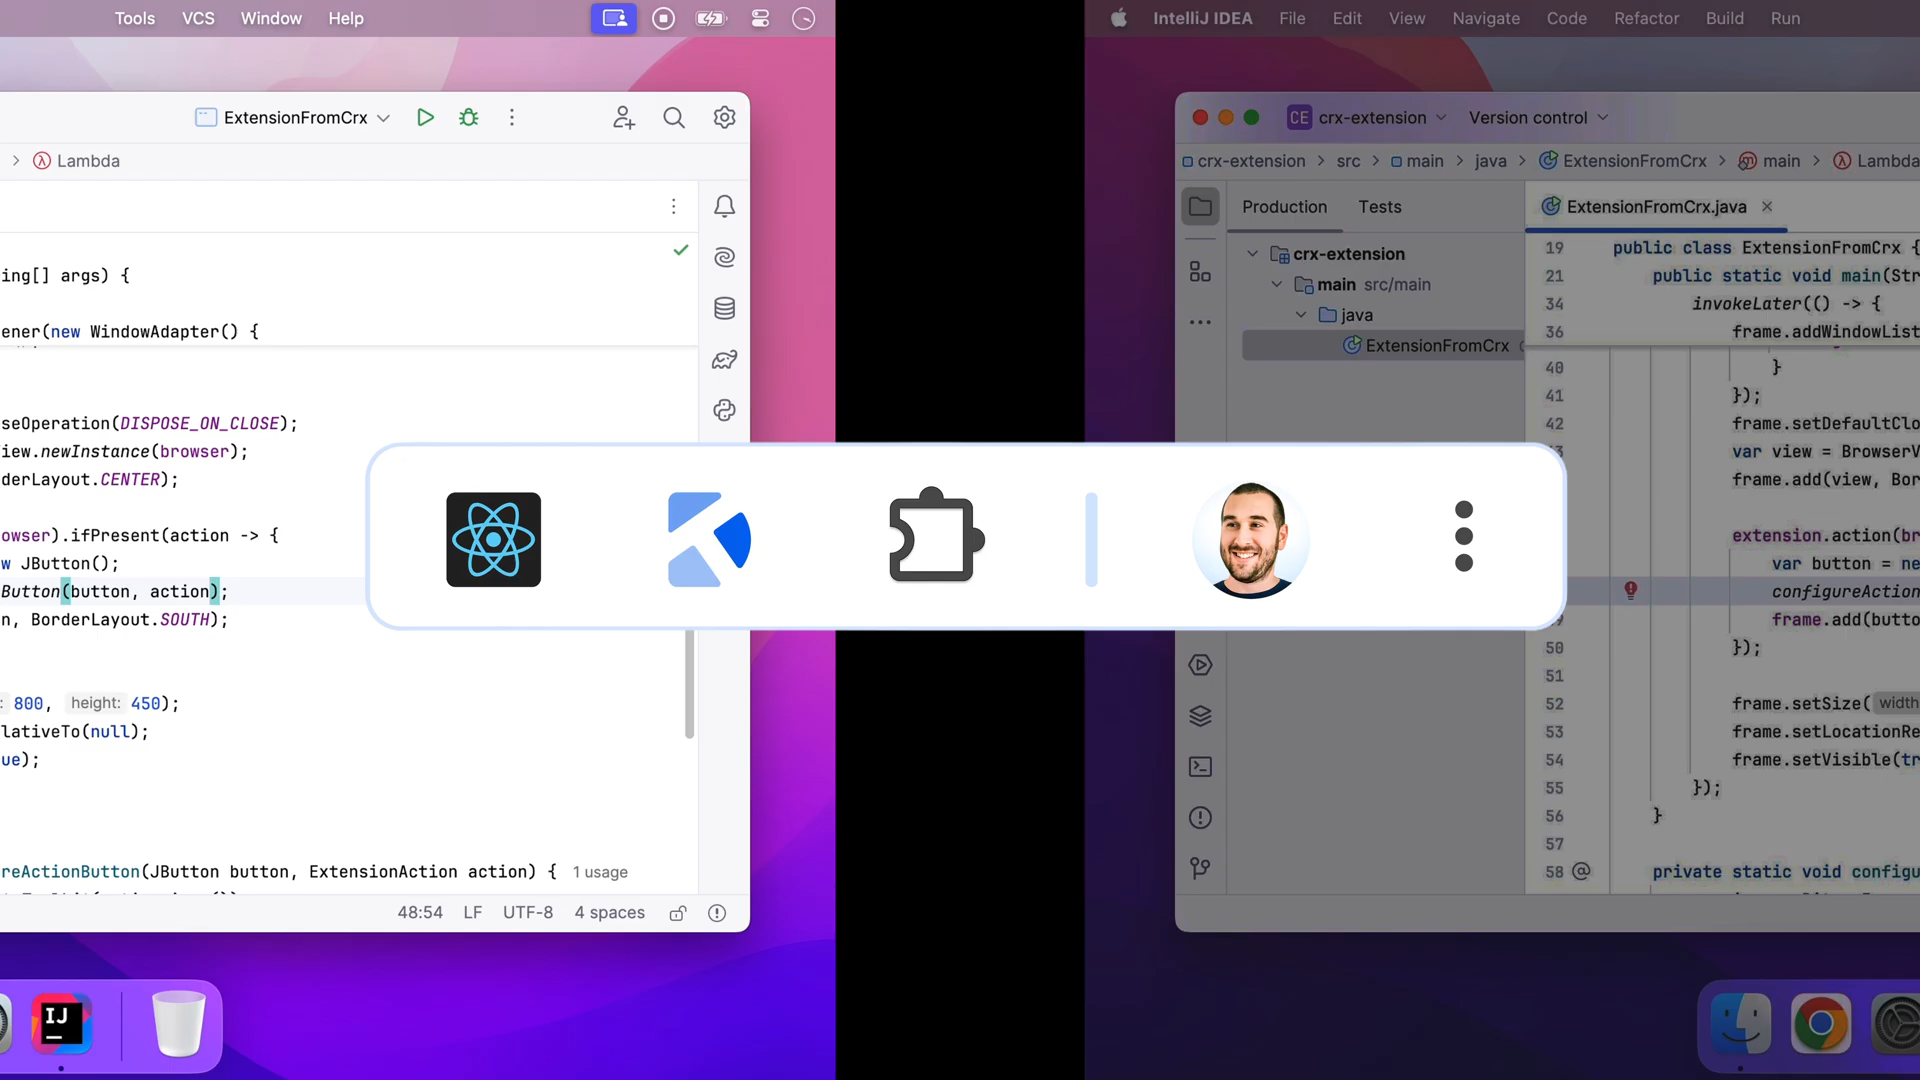 Tools VCS Window Help
ExtensionFromCrx
Lambda
ing[] args) {
ener(new WindowAdapter() {
seOperation(DISPOSE_ON_CLOSE);
iew.newInstance(browser);
derLayout.CENTER);
owser).ifPresent(action -> {
w JButton();
Button(button, action);
n, BorderLayout.SOUTH);
: 800, height: 450);
lativeTo(null);
ue);
reActionButton(JButton button, ExtensionAction action) { 1 usage
48:54 LF UTF-8 4 spaces
IJ
IntelliJ IDEA File Edit View Navigate Code Refactor Build Run
CE crx-extension Version control
crx-extension > src > main > java > ExtensionFromCrx > main > Lambda
Production Tests
crx-extension
main src/main
java
ExtensionFromCrx
ExtensionFromCrx.java
19 public class ExtensionFromCrx {
21 public static void main(Str
34 invokeLater(() -> {
36 frame.addWindowList
40 }
41 });
42 frame.setDefaultClo
var view = BrowserV
frame.add(view, Bor
extension.action(br
var button = ne
configureAction
frame.add(butto
50 });
51
52 frame.setSize( width
53 frame.setLocationRe
54 frame.setVisible(tr
55 });
56 }
57
58 @ private static void configu